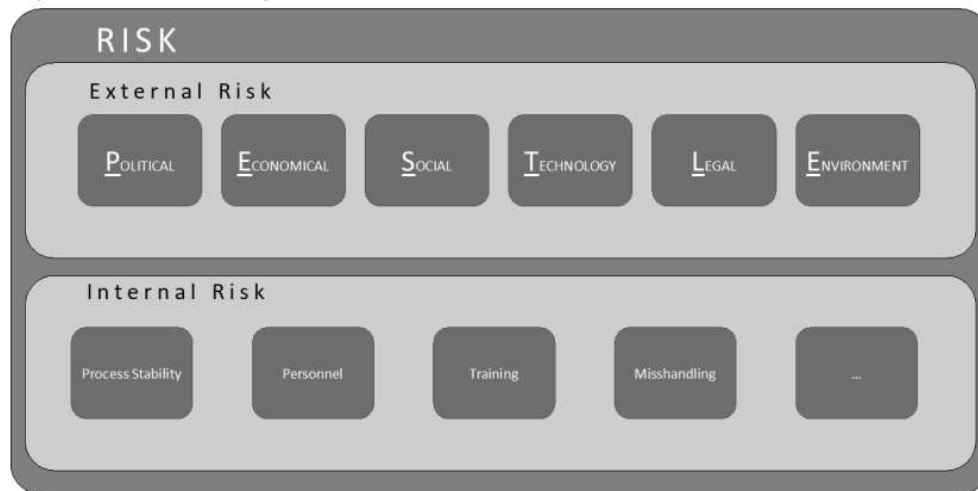 RISK
External Risk
POLITICAL
ECONOMICAL
SOCIAL
TECHNOLOGY
LEGAL
ENVIRONMENT
Internal Risk
Process Stability
Personnel
Training
Misshandling
...